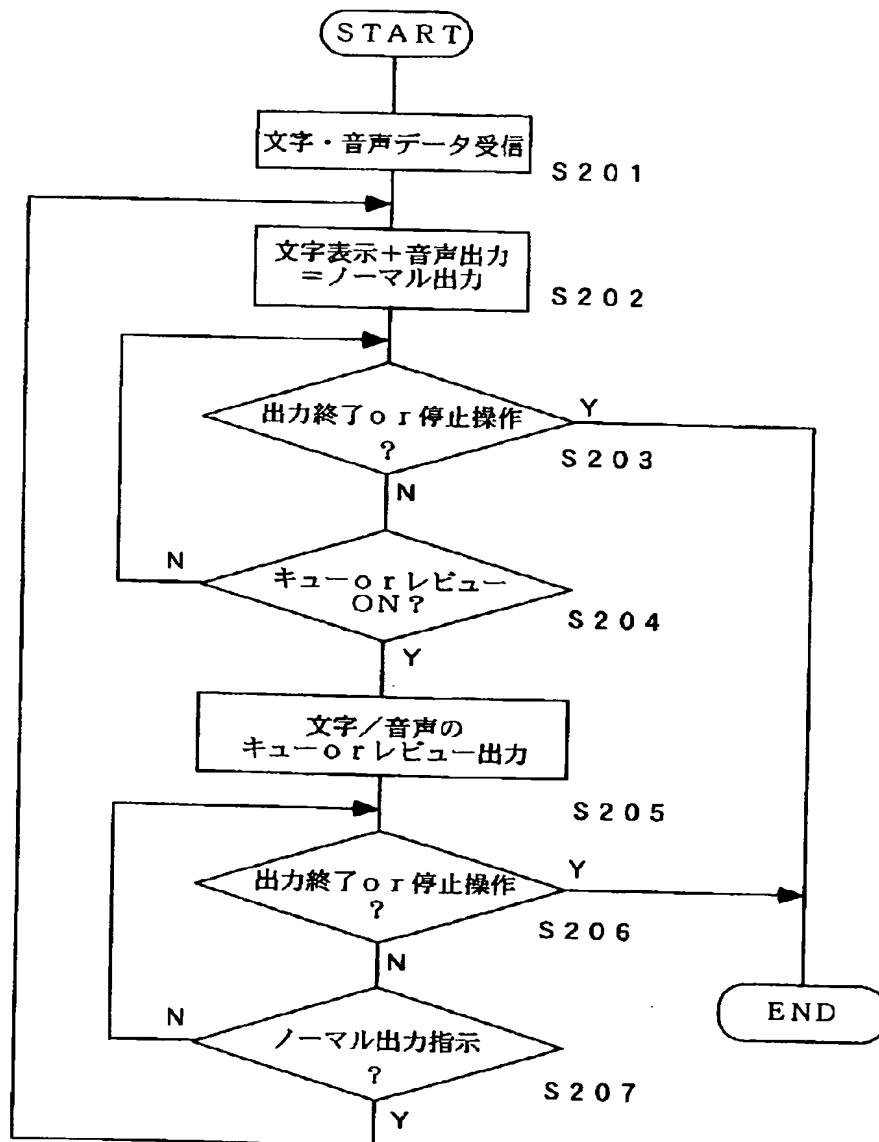 START
文字・音声データ受信
S201
文字表示+音声出力
=ノーマル出力
S202
出力終了or停止操作
?
Y
S203
N
キューorレビュー
ON?
N
S204
Y
文字/音声の
キューorレビュー出力
S205
出力終了or停止操作
?
Y
S206
N
END
ノーマル出力指示
?
N
S207
Y